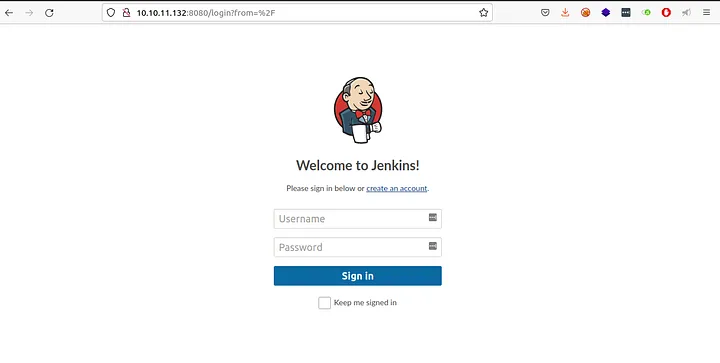 10.10.11.132:8080/login?from=%2F
Welcome to Jenkins!
Please sign in below or create an account.
Username
Password
Sign in
Keep me signed in